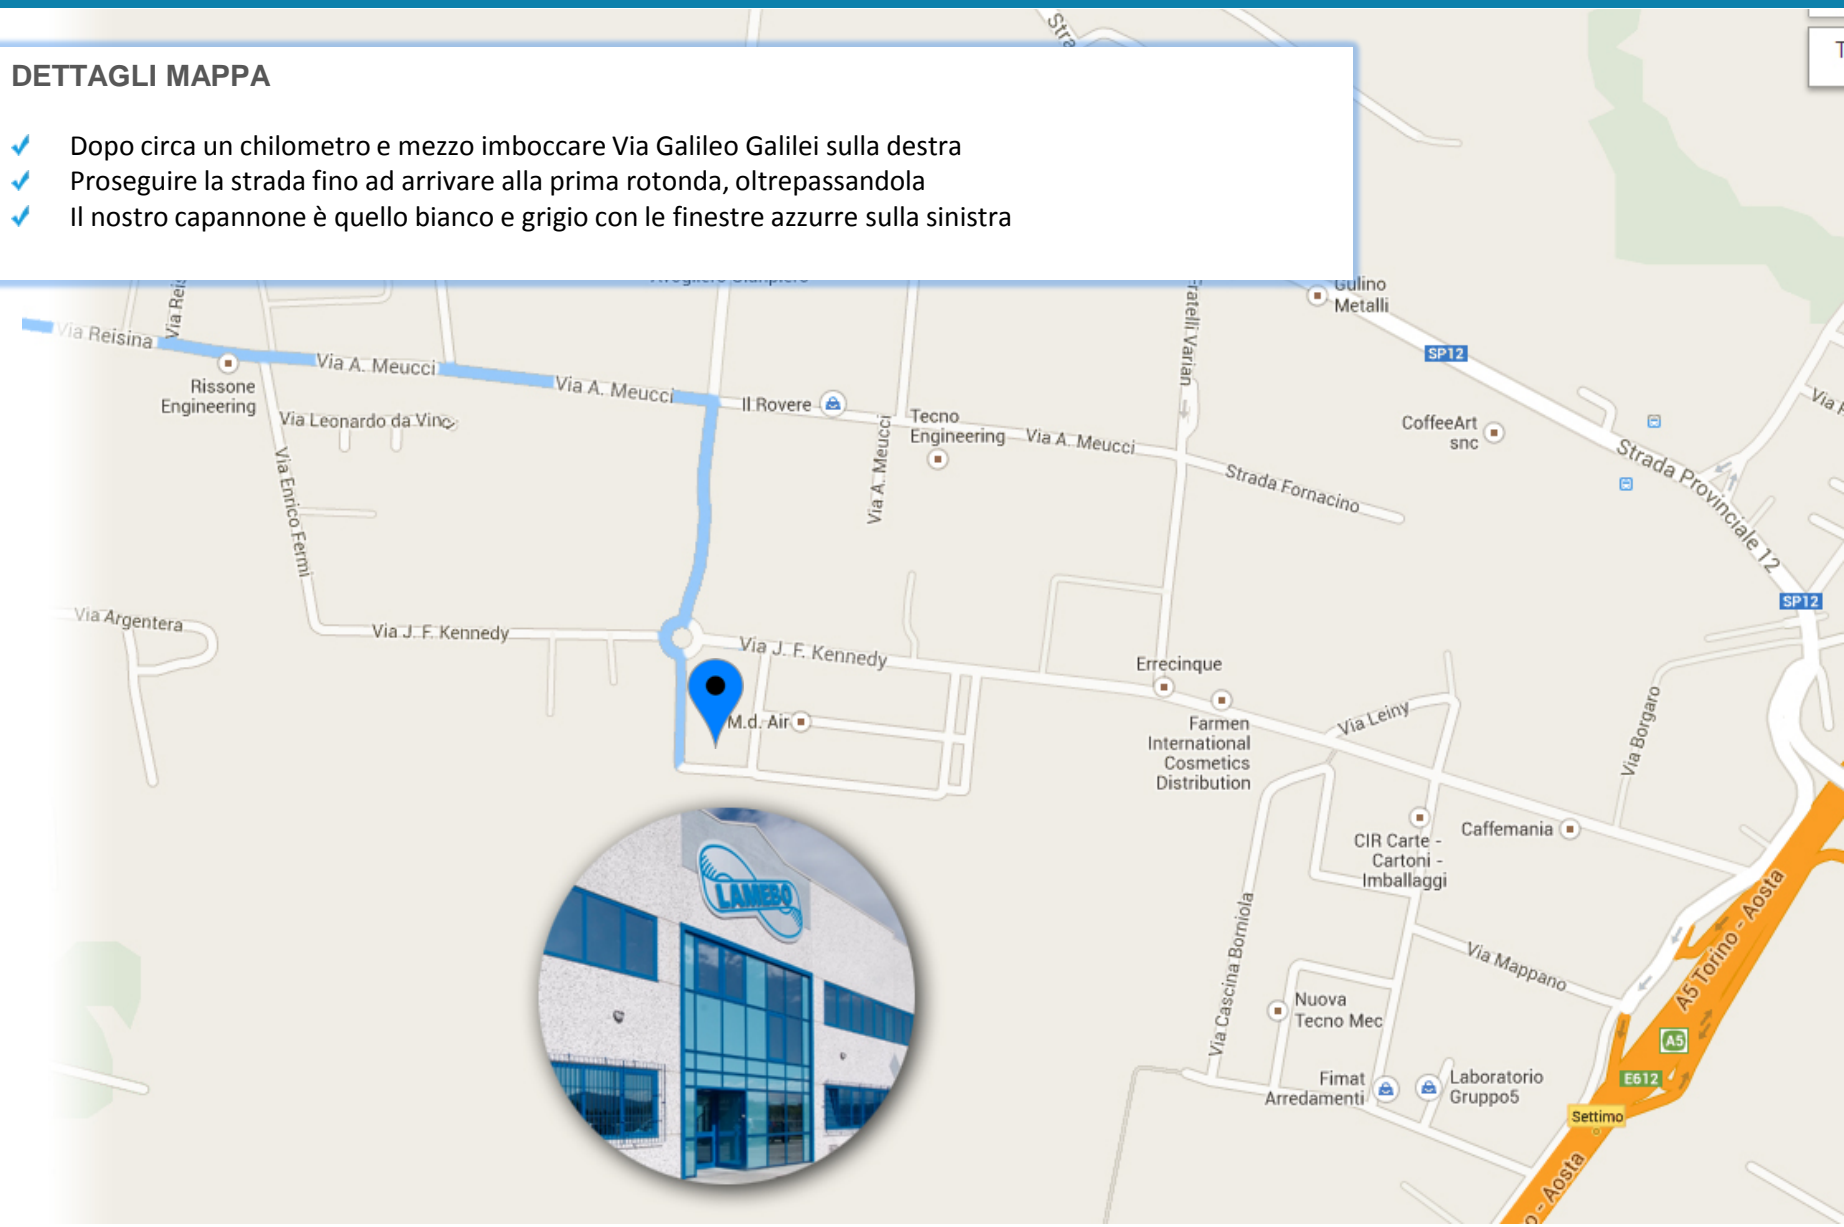 DETTAGLI MAPPA
Dopo circa un chilometro e mezzo imboccare Via Galileo Galilei sulla destra
Proseguire la strada fino ad arrivare alla prima rotonda, oltrepassandola
Il nostro capannone è quello bianco e grigio con le finestre azzurre sulla sinistra
Gulino
Metalli
Via Reisina
Via A. Meucci
Via A. Meucci
Rissone
Engineering
Via Leonardo da Vinci
Il Rovere
Tecno
Engineering
Via A. Meucci
Via A. Meucci
Fratelli Varian
Strada Fornacino
SP12
CoffeeArt
snc
Strada Provinciale 12
SP12
Via Enrico Fermi
Via Argentera
Via J. F. Kennedy
Via J. F. Kennedy
M.d. Air
Errecinque
Farmen
International
Cosmetics
Distribution
Via Leiny
Via Borgaro
CIR Carte -
Cartoni -
Imballaggi
Caffemania
LAMEBO
Via Cascina Borniola
Via Mappano
A5 Torino - Aosta
Nuova
Tecno Mec
A5
E612
Fimat
Arredamenti
Laboratorio
Gruppo5
Settimo
o - Aosta